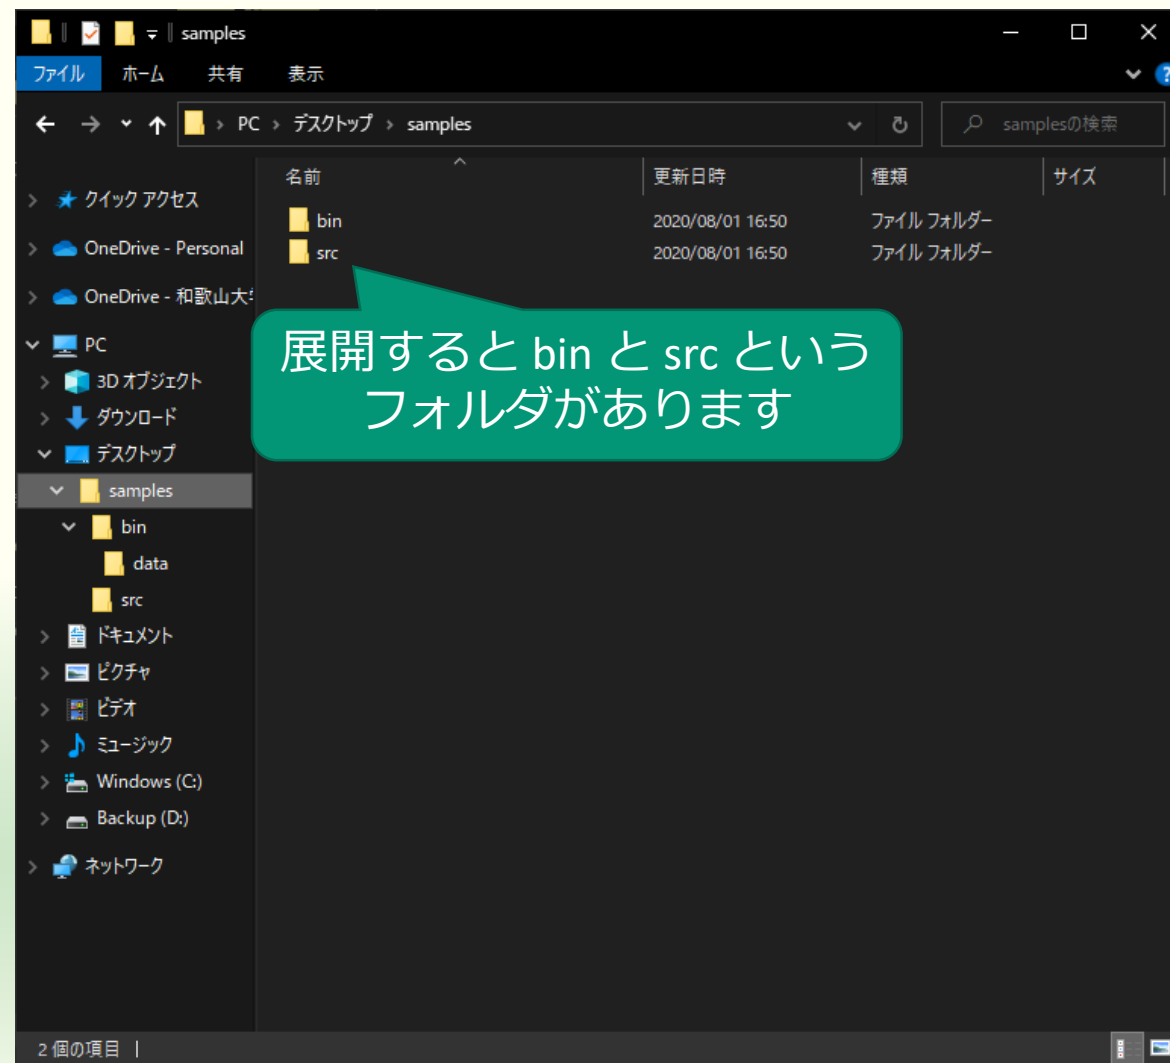 samples
ファイル ホーム 共有 表示
PC › デスクトップ › samples
samplesの検索
名前 更新日時 種類 サイズ
bin 2020/08/01 16:50 ファイル フォルダー
src 2020/08/01 16:50 ファイル フォルダー
クイック アクセス
OneDrive - Personal
OneDrive - 和歌山大
PC
3D オブジェクト
ダウンロード
デスクトップ
samples
bin
data
src
ドキュメント
ピクチャ
ビデオ
ミュージック
Windows (C:)
Backup (D:)
ネットワーク
展開すると bin と src という
フォルダがあります
2 個の項目